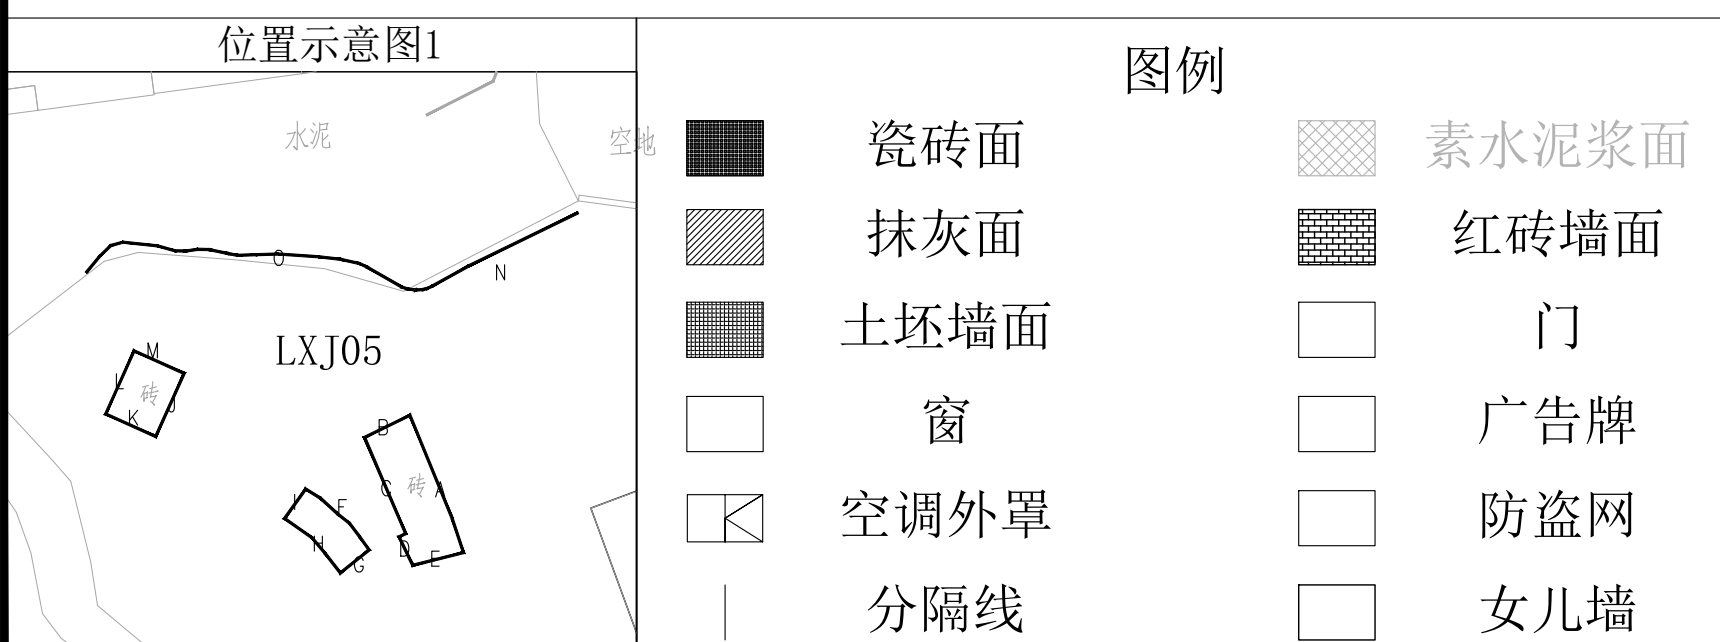 位置示意图1
图例
水泥
空地
瓷砖面
素水泥浆面
抹灰面
红砖墙面
O
N
土坯墙面
门
LXJ05
M
L
砖
J
K
窗
广告牌
B
C
砖
A
空调外罩
防盗网
I
F
H
G
D
E
分隔线
女儿墙